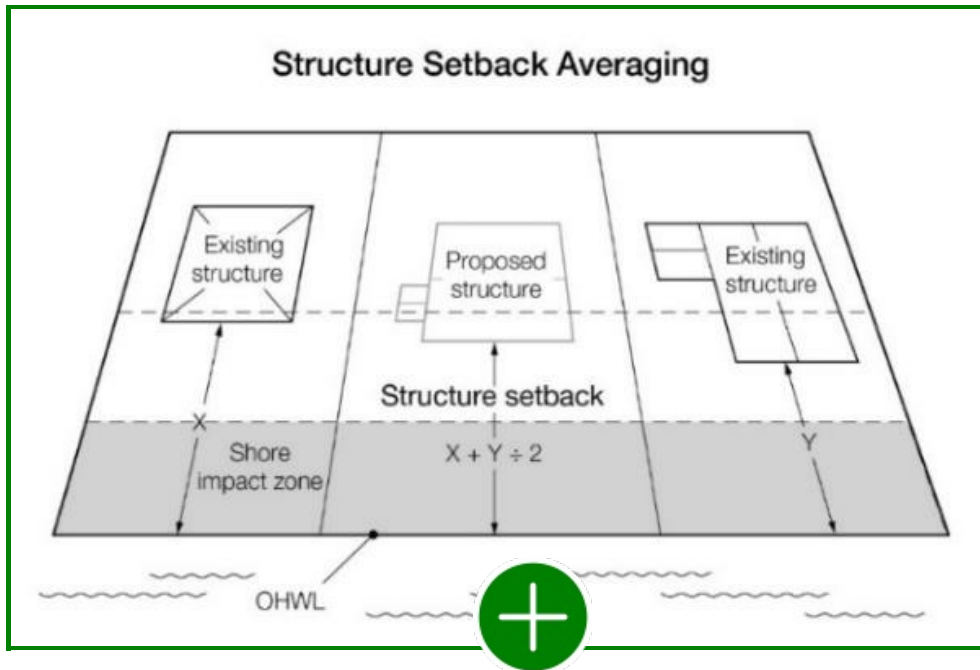 Structure Setback Averaging
Existing
structure
Proposed
structure
Existing
structure
Structure setback
X
Shore
impact zone
X + Y ÷ 2
Y
OHWL